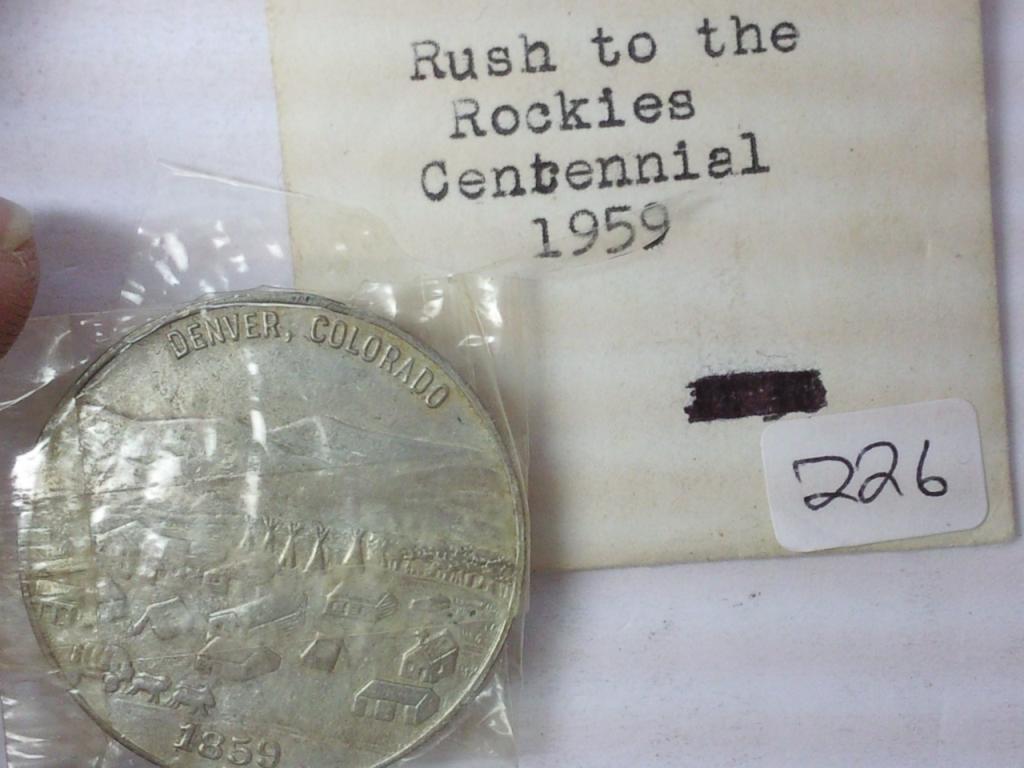 Rush to the
Rockies
Centennial
1959
226
DENVER, COLORADO
1859